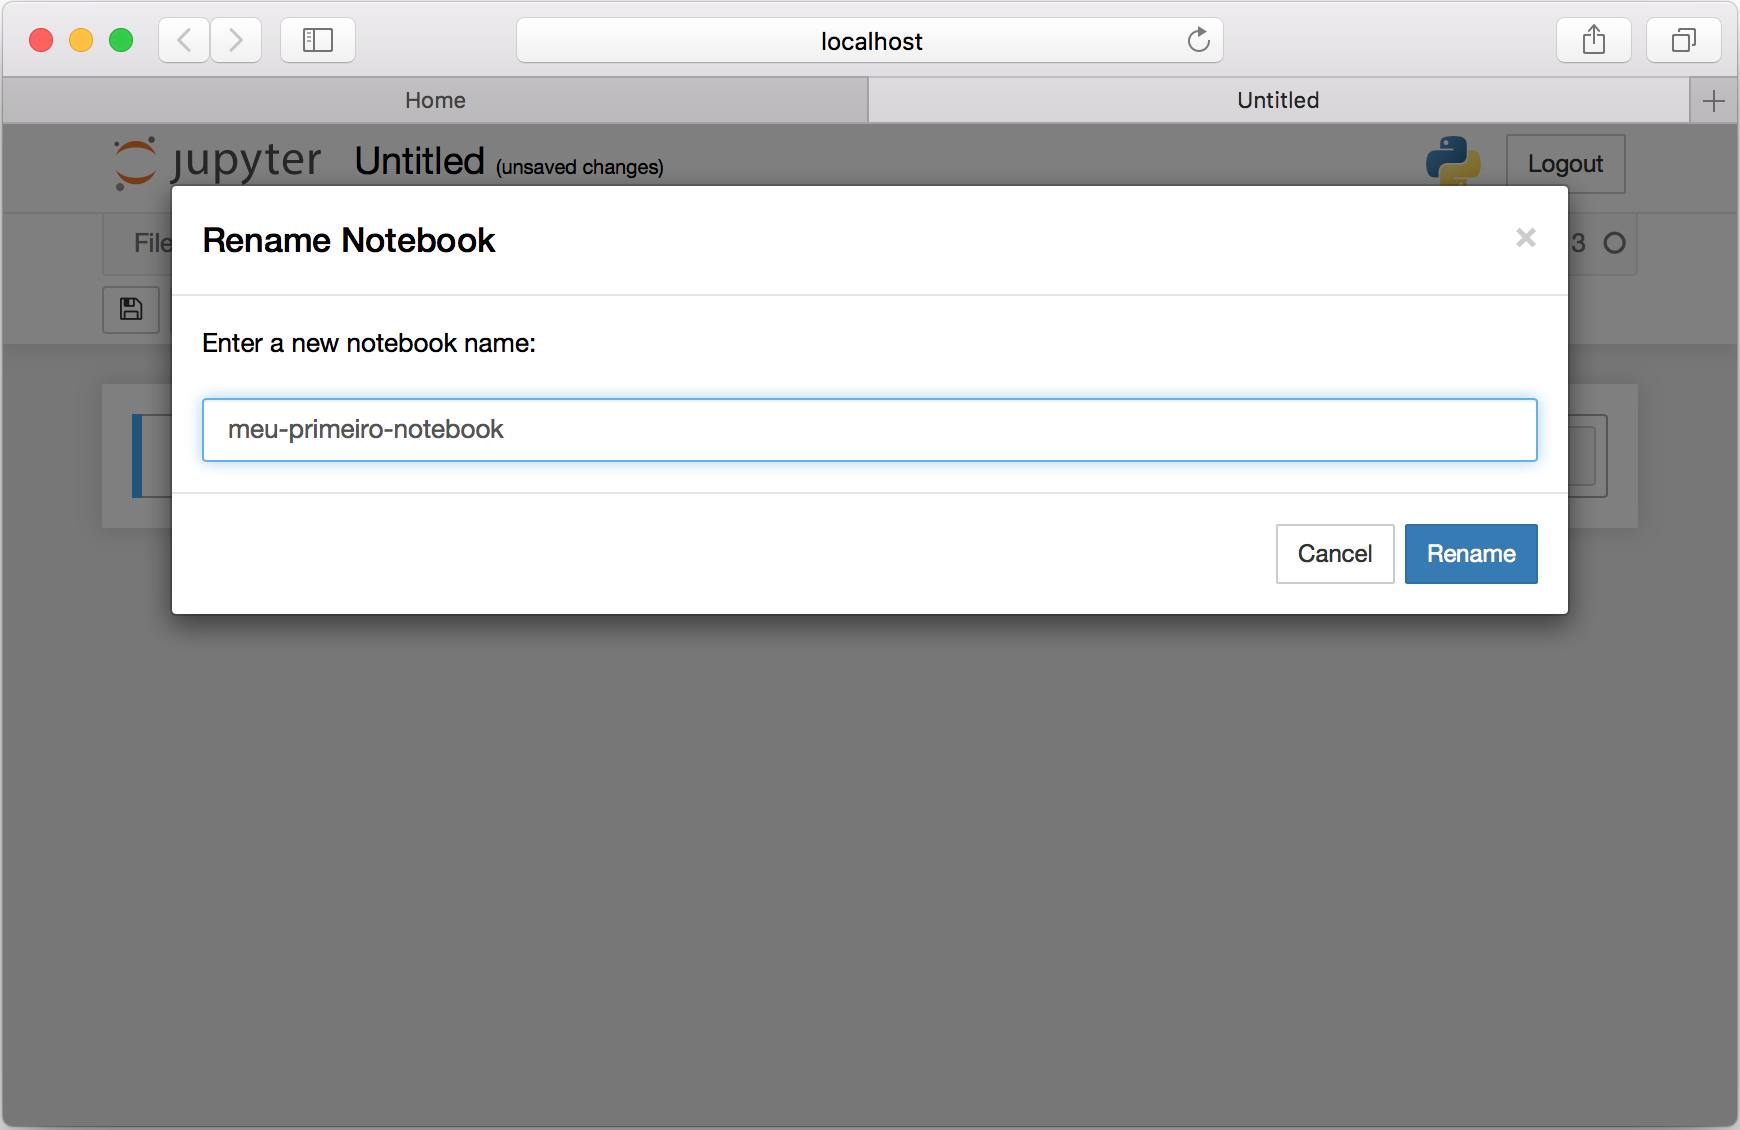 localhost
Home
Untitled
jupyter Untitled (unsaved changes)
Logout
File
3
Rename Notebook
Enter a new notebook name:
meu-primeiro-notebook
Cancel
Rename